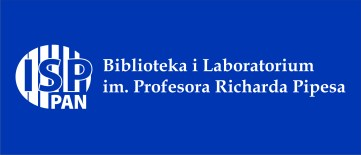 ISP
PAN
Biblioteka i Laboratorium
im. Profesora Richarda Pipesa